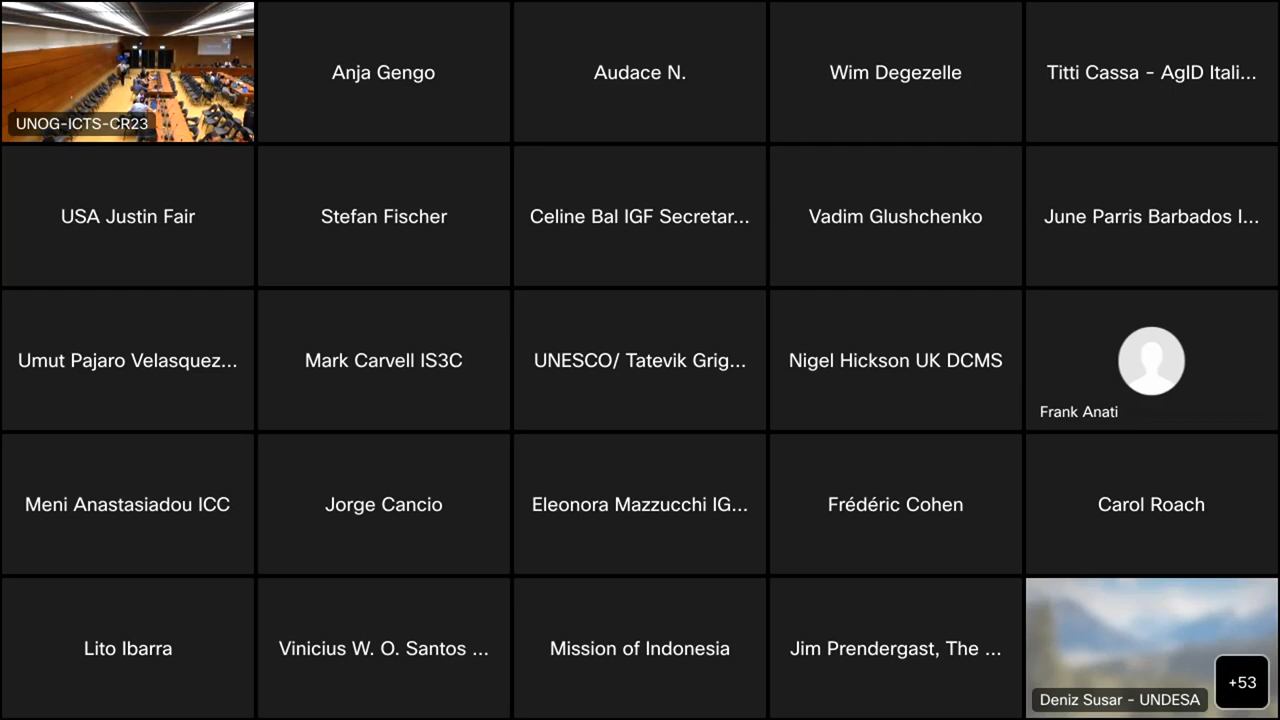 UNOG-ICTS-CR23
Anja Gengo
Audace N.
Wim Degezelle
Titti Cassa - AgID Itali...
USA Justin Fair
Stefan Fischer
Celine Bal IGF Secretar...
Vadim Glushchenko
June Parris Barbados I...
Umut Pajaro Velasquez...
Mark Carvell IS3C
UNESCO/ Tatevik Grig...
Nigel Hickson UK DCMS
Frank Anati
Meni Anastasiadou ICC
Jorge Cancio
Eleonora Mazzucchi IG...
Frédéric Cohen
Carol Roach
Lito Ibarra
Vinicius W. O. Santos ...
Mission of Indonesia
Jim Prendergast, The ...
Deniz Susar - UNDESA
+53